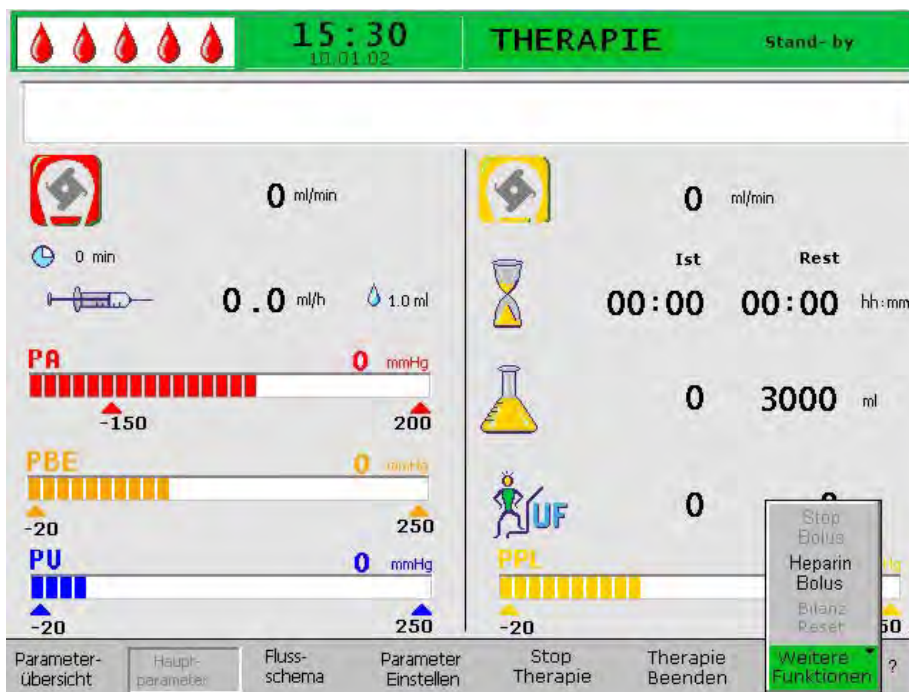 15:30
10.01.02
THERAPIE
Stand-by
0 ml/min
0 min
0.0 ml/h
1.0 ml
PA 0 mmHg
-150 200
PBE 0 mmHg
-20 250
PV 0 mmHg
-20 250
0 ml/min
Ist Rest
00:00 00:00 hh:mm
0 3000 ml
UF 0
PPL
-20 50
Stop
Bolus
Heparin
Bolus
Bilanz
Reset
Parameter-
übersicht
Haupt-
parameter
Fluss-
schema
Parameter
Einstellen
Stop
Therapie
Therapie
Beenden
Weitere
Funktionen
?